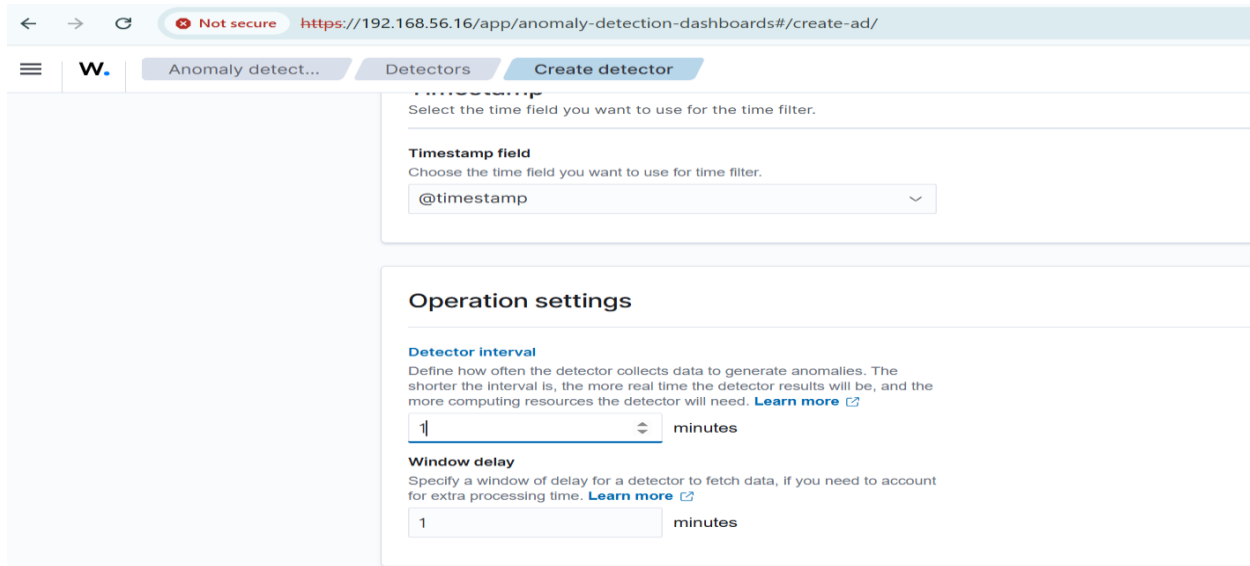 Not secure https://192.168.56.16/app/anomaly-detection-dashboards#/create-ad/
W. Anomaly detect... Detectors Create detector
Timestamp
Select the time field you want to use for the time filter.
Timestamp field
Choose the time field you want to use for time filter.
@timestamp
Operation settings
Detector interval
Define how often the detector collects data to generate anomalies. The
shorter the interval is, the more real time the detector results will be, and the
more computing resources the detector will need. Learn more
1 minutes
Window delay
Specify a window of delay for a detector to fetch data, if you need to account
for extra processing time. Learn more
1 minutes